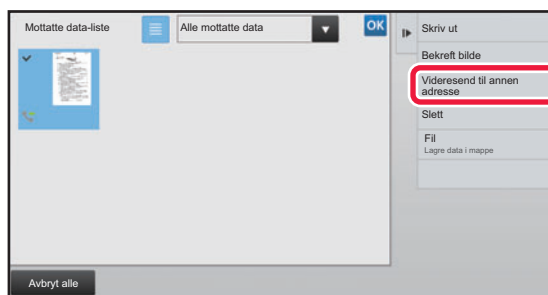 Mottatte data-liste
Alle mottatte data
OK
Skriv ut
Bekreft bilde
Videresend til annen
adresse
Slett
Fil
Lagre data i mappe
Avbryt alle